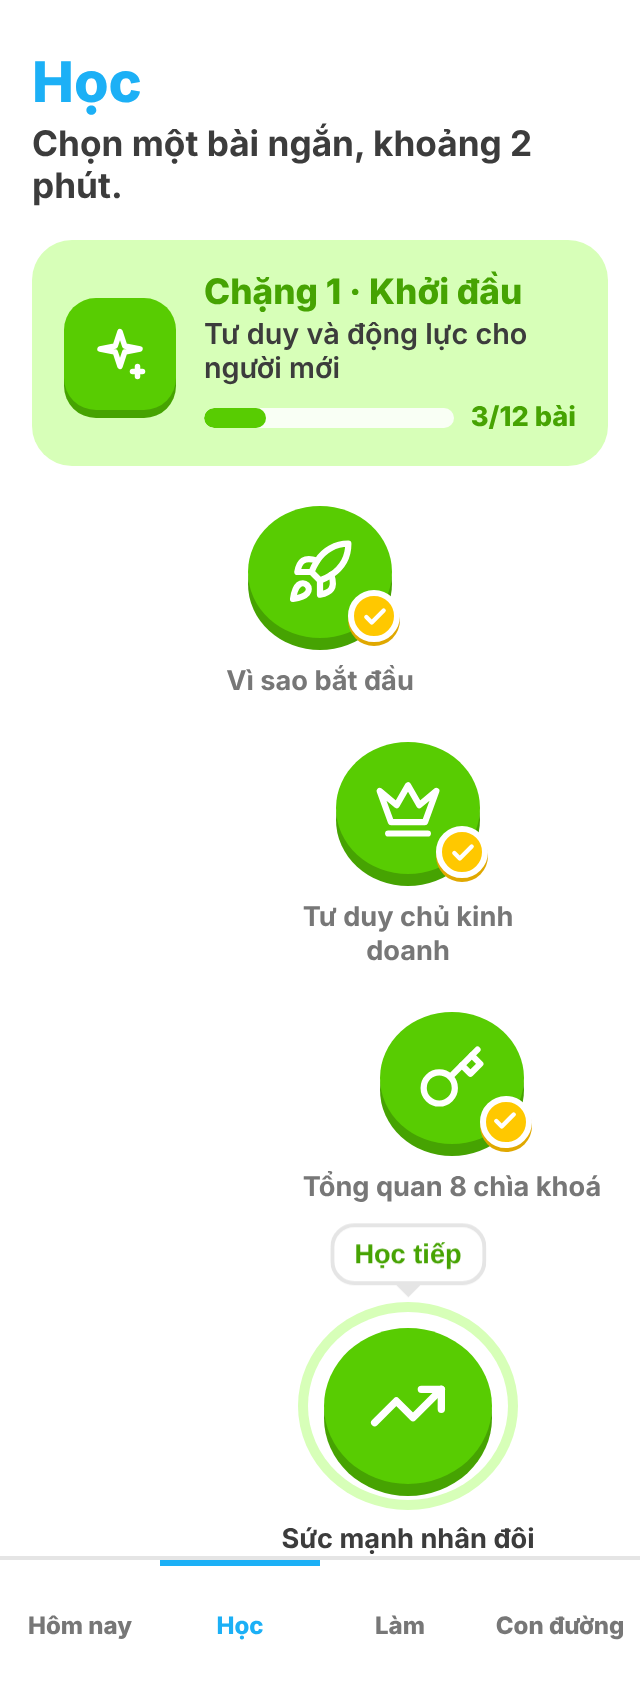 Học
Chọn một bài ngắn, khoảng 2
phút.
Chặng 1 · Khởi đầu
Tư duy và động lực cho
người mới
3/12 bài
Vì sao bắt đầu
Tư duy chủ kinh
doanh
Tổng quan 8 chìa khoá
Học tiếp
Sức mạnh nhân đôi
Hôm nay
Học
Làm
Con đường